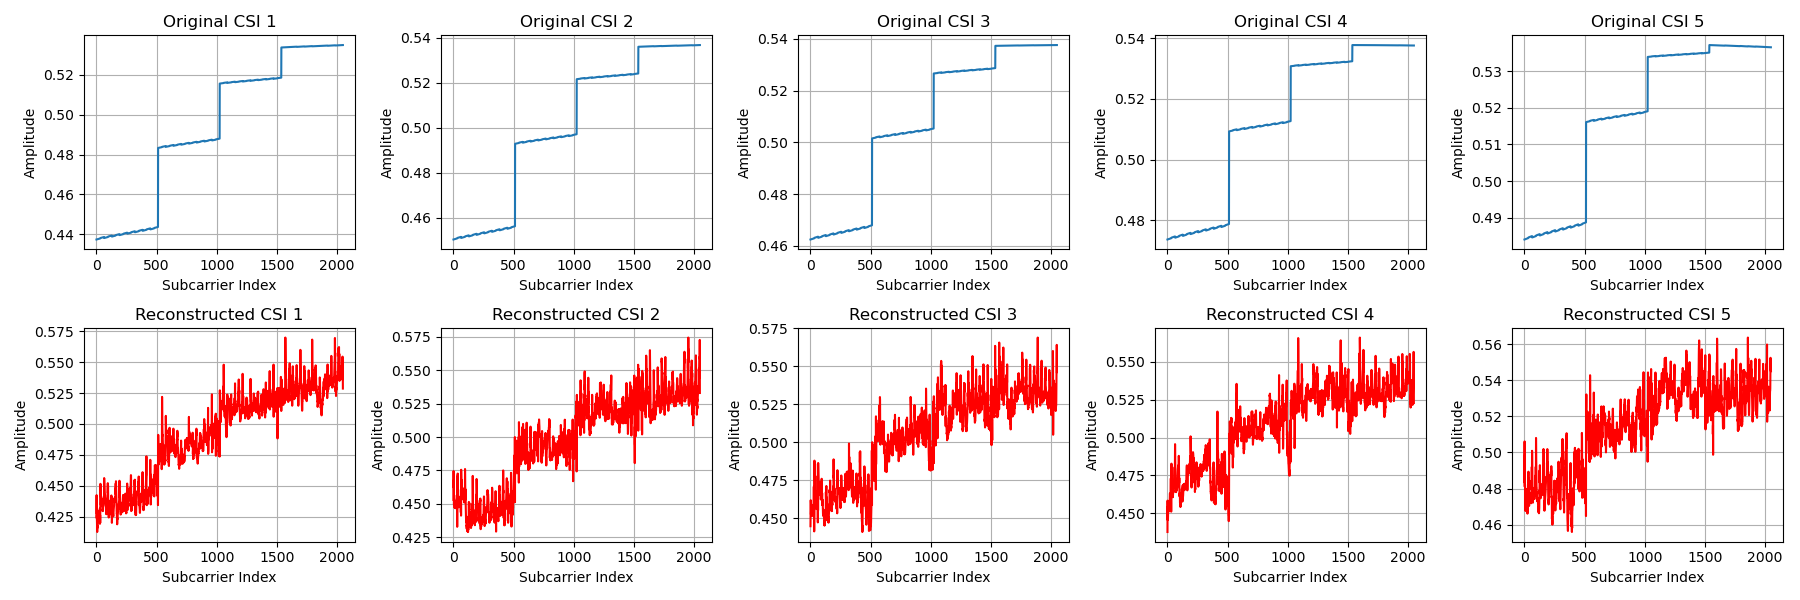 Original CSI 1
Original CSI 2
Original CSI 3
Original CSI 4
Original CSI 5
Amplitude
0.52
0.50
0.48
0.46
0.44
0 500 1000 1500 2000
Subcarrier Index
Amplitude
0.54
0.52
0.50
0.48
0.46
0 500 1000 1500 2000
Subcarrier Index
Amplitude
0.54
0.52
0.50
0.48
0.46
0 500 1000 1500 2000
Subcarrier Index
Amplitude
0.54
0.52
0.50
0.48
0 500 1000 1500 2000
Subcarrier Index
Amplitude
0.53
0.52
0.51
0.50
0.49
0 500 1000 1500 2000
Subcarrier Index
Reconstructed CSI 1
Reconstructed CSI 2
Reconstructed CSI 3
Reconstructed CSI 4
Reconstructed CSI 5
Amplitude
0.575
0.550
0.525
0.500
0.475
0.450
0.425
0 500 1000 1500 2000
Subcarrier Index
Amplitude
0.575
0.550
0.525
0.500
0.475
0.450
0.425
0 500 1000 1500 2000
Subcarrier Index
Amplitude
0.575
0.550
0.525
0.500
0.475
0.450
0 500 1000 1500 2000
Subcarrier Index
Amplitude
0.550
0.525
0.500
0.475
0.450
0 500 1000 1500 2000
Subcarrier Index
Amplitude
0.56
0.54
0.52
0.50
0.48
0.46
0 500 1000 1500 2000
Subcarrier Index